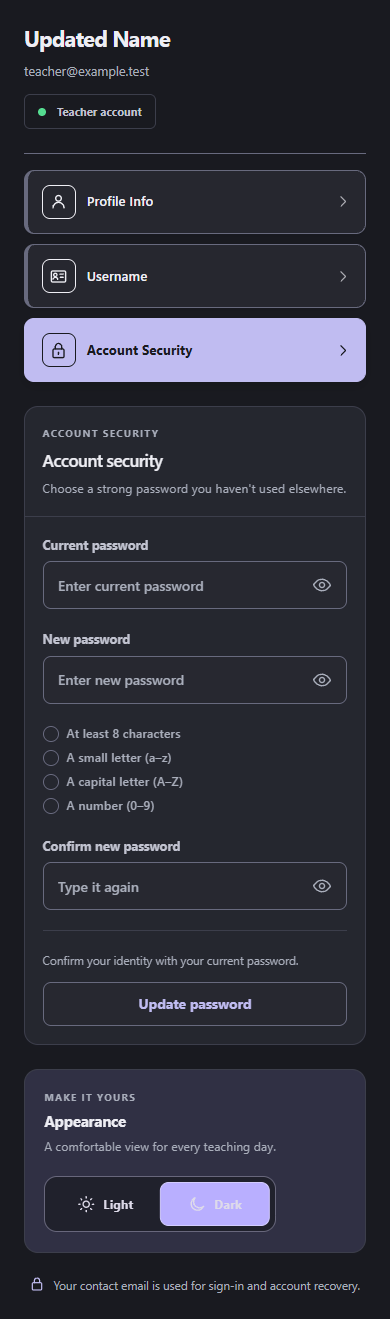 Updated Name
teacher@example.test
Teacher account
Profile Info
Username
Account Security
ACCOUNT SECURITY
Account security
Choose a strong password you haven't used elsewhere.
Current password
Enter current password
New password
Enter new password
At least 8 characters
A small letter (a–z)
A capital letter (A–Z)
A number (0–9)
Confirm new password
Type it again
Confirm your identity with your current password.
Update password
MAKE IT YOURS
Appearance
A comfortable view for every teaching day.
Light
Dark
Your contact email is used for sign-in and account recovery.